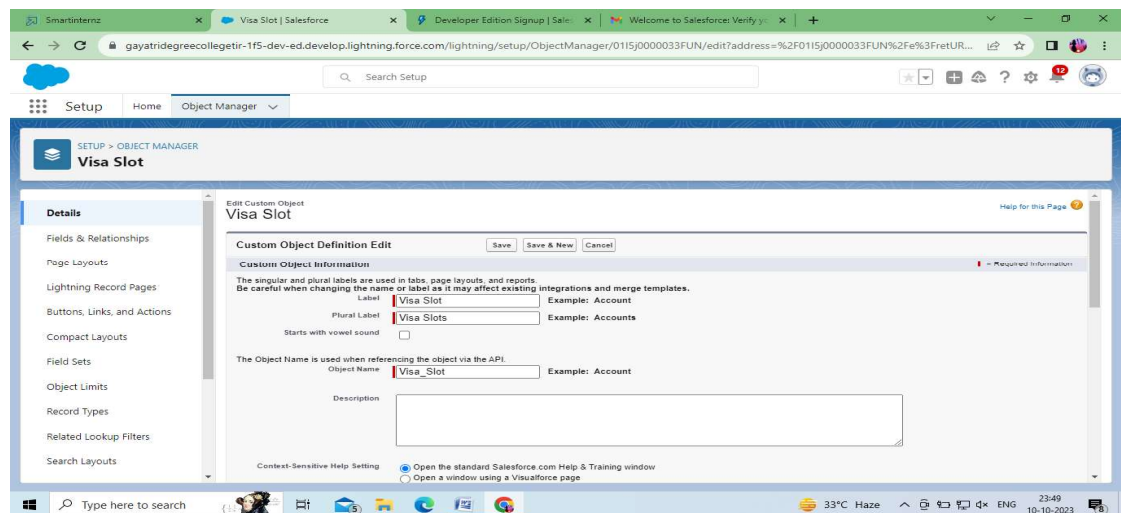 Smartinternz
Visa Slot | Salesforce
Developer Edition Signup | Sales
Welcome to Salesforce: Verify yo
gayatridegreecollegetir-1f5-dev-ed.develop.lightning.force.com/lightning/setup/ObjectManager/01I5j0000033FUN/edit?address=%2F01I5j0000033FUN%2Fe%3FretUR...
Search Setup
12
Setup Home Object Manager
SETUP > OBJECT MANAGER
Visa Slot
Details
Fields & Relationships
Page Layouts
Lightning Record Pages
Buttons, Links, and Actions
Compact Layouts
Field Sets
Object Limits
Record Types
Related Lookup Filters
Search Layouts
Edit Custom Object
Visa Slot
Help for this Page
Custom Object Definition Edit Save Save & New Cancel
Custom Object Information = Required Information
The singular and plural labels are used in tabs, page layouts, and reports.
Be careful when changing the name or label as it may affect existing integrations and merge templates.
Label Visa Slot Example: Account
Plural Label Visa Slots Example: Accounts
Starts with vowel sound
The Object Name is used when referencing the object via the API.
Object Name Visa_Slot Example: Account
Description
Context-Sensitive Help Setting Open the standard Salesforce.com Help & Training window
Open a window using a Visualforce page
Type here to search
5
33°C Haze
ENG
23:49
10-10-2023
8